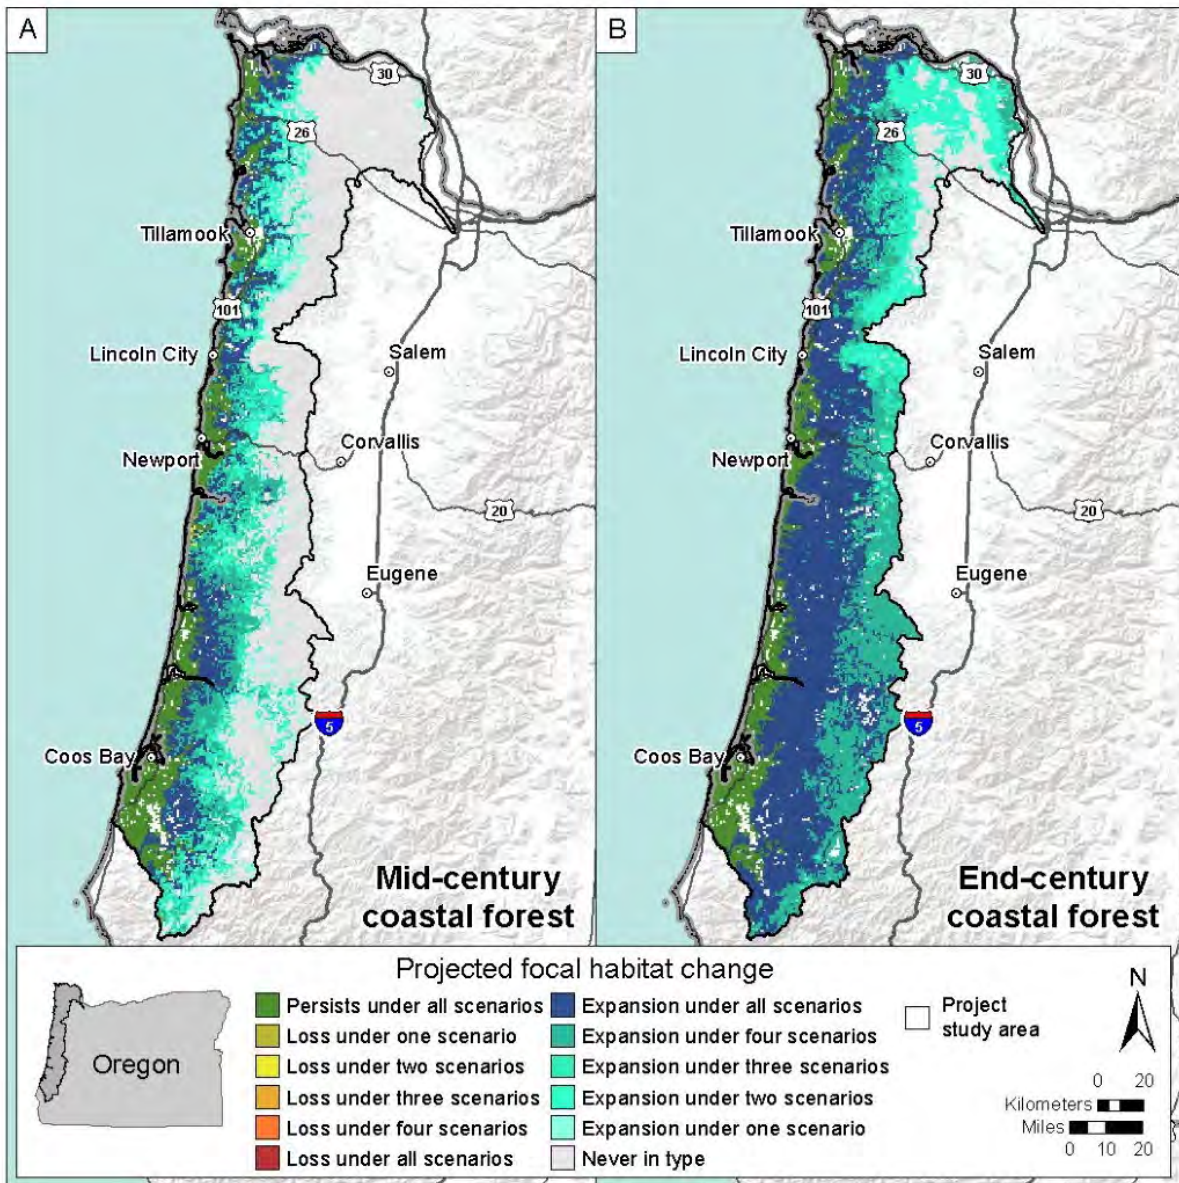 A
B
30
30
26
26
Tillamook
Tillamook
101
101
Lincoln City
Salem
Lincoln City
Salem
Corvallis
Corvallis
Newport
Newport
20
20
Eugene
Eugene
5
5
Coos Bay
Coos Bay
Mid-century
coastal forest
End-century
coastal forest
Projected focal habitat change
Persists under all scenarios
Loss under one scenario
Loss under two scenarios
Loss under three scenarios
Loss under four scenarios
Loss under all scenarios
Expansion under all scenarios
Expansion under four scenarios
Expansion under three scenarios
Expansion under two scenarios
Expansion under one scenario
Never in type
Project
study area
N
Oregon
0 20
Kilometers
Miles
0 10 20